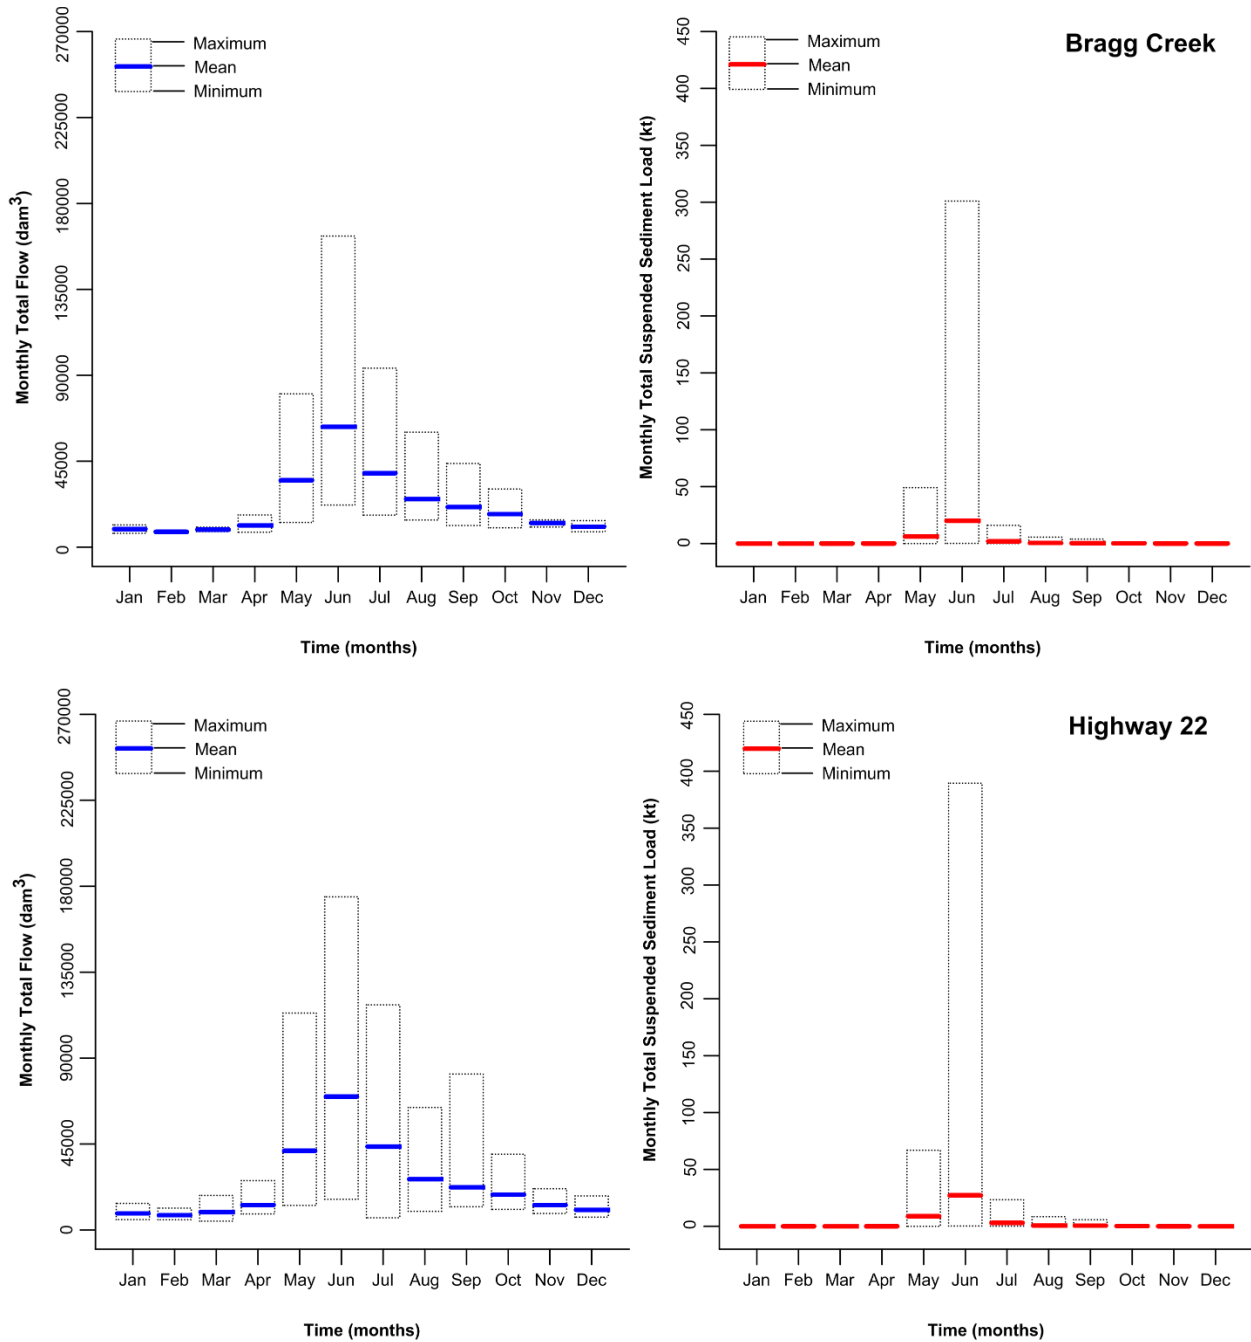 Maximum
Mean
Minimum
270000
225000
180000
135000
90000
45000
0
Monthly Total Flow (dam³)
Jan Feb Mar Apr May Jun Jul Aug Sep Oct Nov Dec
Time (months)
Bragg Creek
Maximum
Mean
Minimum
450
400
350
300
250
200
150
100
50
0
Monthly Total Suspended Sediment Load (kt)
Jan Feb Mar Apr May Jun Jul Aug Sep Oct Nov Dec
Time (months)
Maximum
Mean
Minimum
270000
225000
180000
135000
90000
45000
0
Monthly Total Flow (dam³)
Jan Feb Mar Apr May Jun Jul Aug Sep Oct Nov Dec
Time (months)
Highway 22
Maximum
Mean
Minimum
450
400
350
300
250
200
150
100
50
0
Monthly Total Suspended Sediment Load (kt)
Jan Feb Mar Apr May Jun Jul Aug Sep Oct Nov Dec
Time (months)